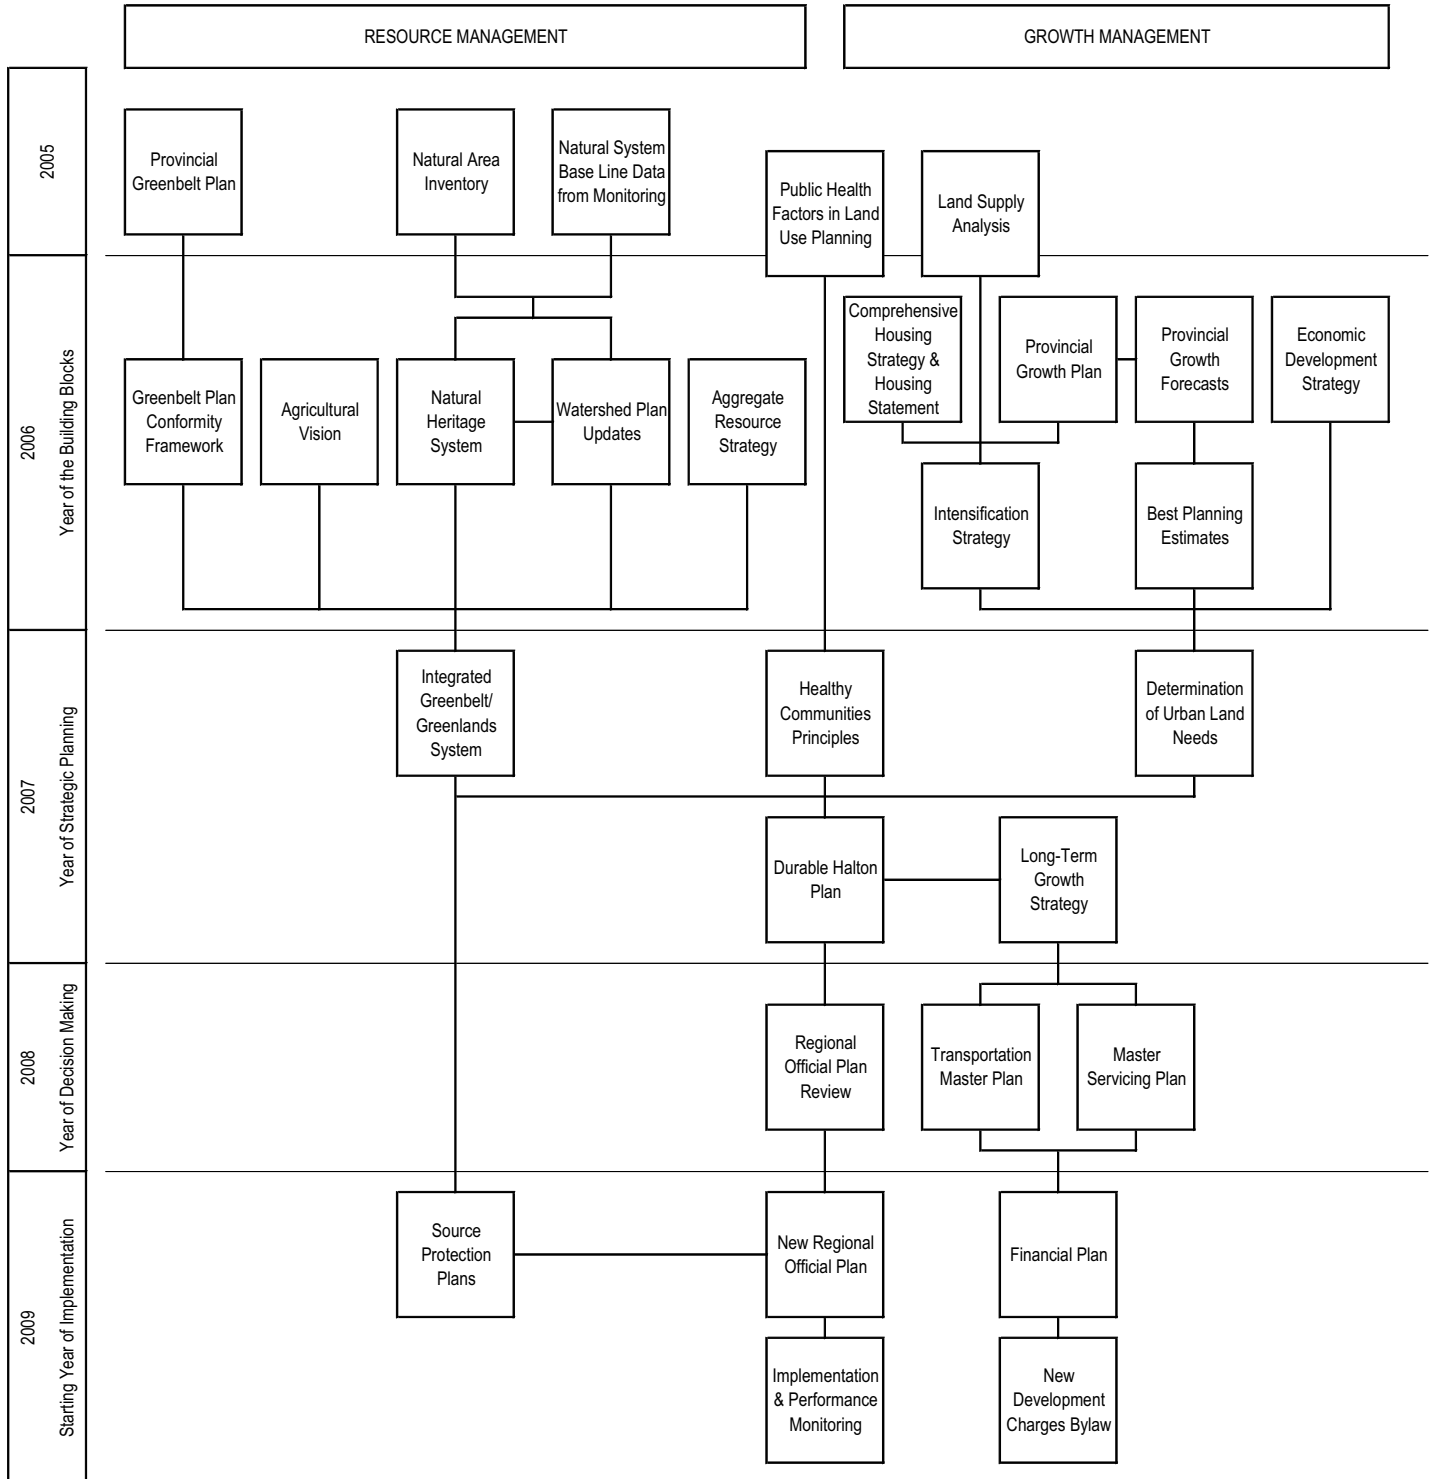 RESOURCE MANAGEMENT
GROWTH MANAGEMENT
2005
Provincial
Greenbelt Plan
Natural Area
Inventory
Natural System
Base Line Data
from Monitoring
Public Health
Factors in Land
Use Planning
Land Supply
Analysis
2006
Year of the Building Blocks
Greenbelt Plan
Conformity
Framework
Agricultural
Vision
Natural
Heritage
System
Watershed Plan
Updates
Aggregate
Resource
Strategy
Comprehensive
Housing
Strategy &
Housing
Statement
Provincial
Growth Plan
Provincial
Growth
Forecasts
Economic
Development
Strategy
Intensification
Strategy
Best Planning
Estimates
2007
Year of Strategic Planning
Integrated
Greenbelt/
Greenlands
System
Healthy
Communities
Principles
Determination
of Urban Land
Needs
Durable Halton
Plan
Long-Term
Growth
Strategy
2008
Year of Decision Making
Regional
Official Plan
Review
Transportation
Master Plan
Master
Servicing Plan
2009
Starting Year of Implementation
Source
Protection
Plans
New Regional
Official Plan
Financial Plan
Implementation
& Performance
Monitoring
New
Development
Charges Bylaw